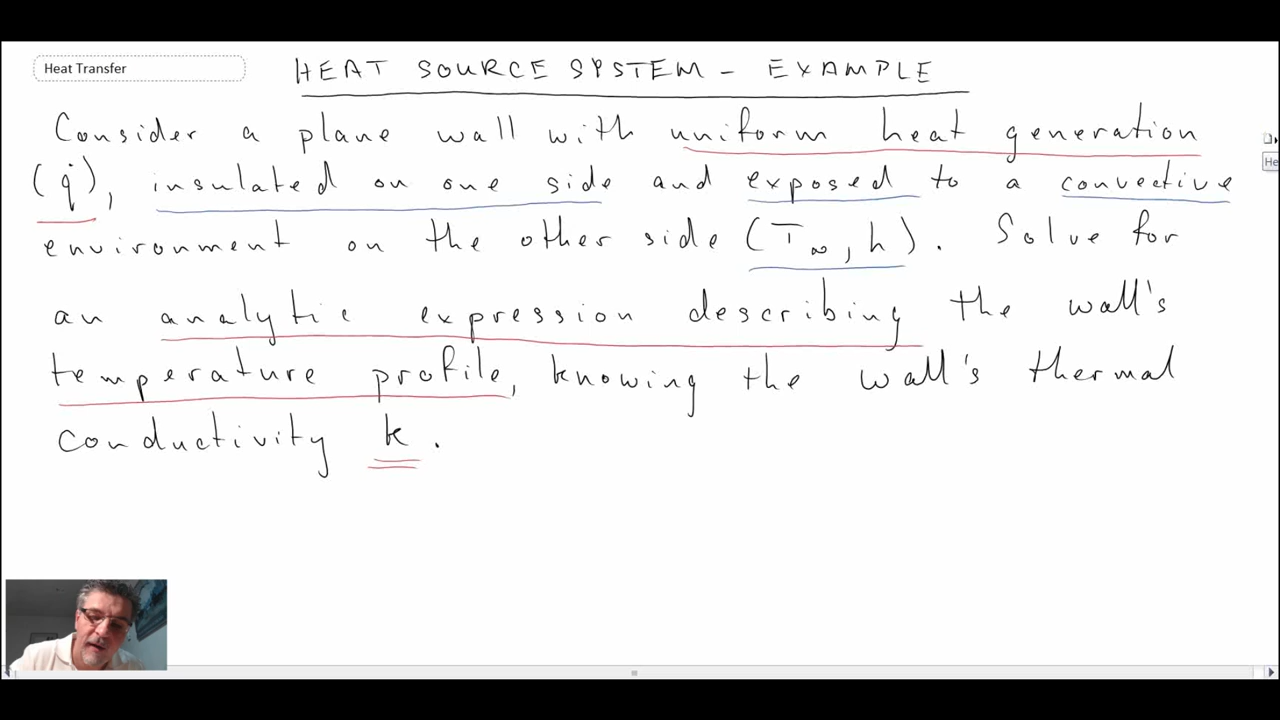 Heat Transfer
HEAT SOURCE SYSTEM - EXAMPLE
Consider a plane wall with uniform heat generation
(q̇), insulated on one side and exposed to a convective
environment on the other side (T∞, h). Solve for
an analytic expression describing the wall's
temperature profile, knowing the wall's thermal
conductivity k.
He